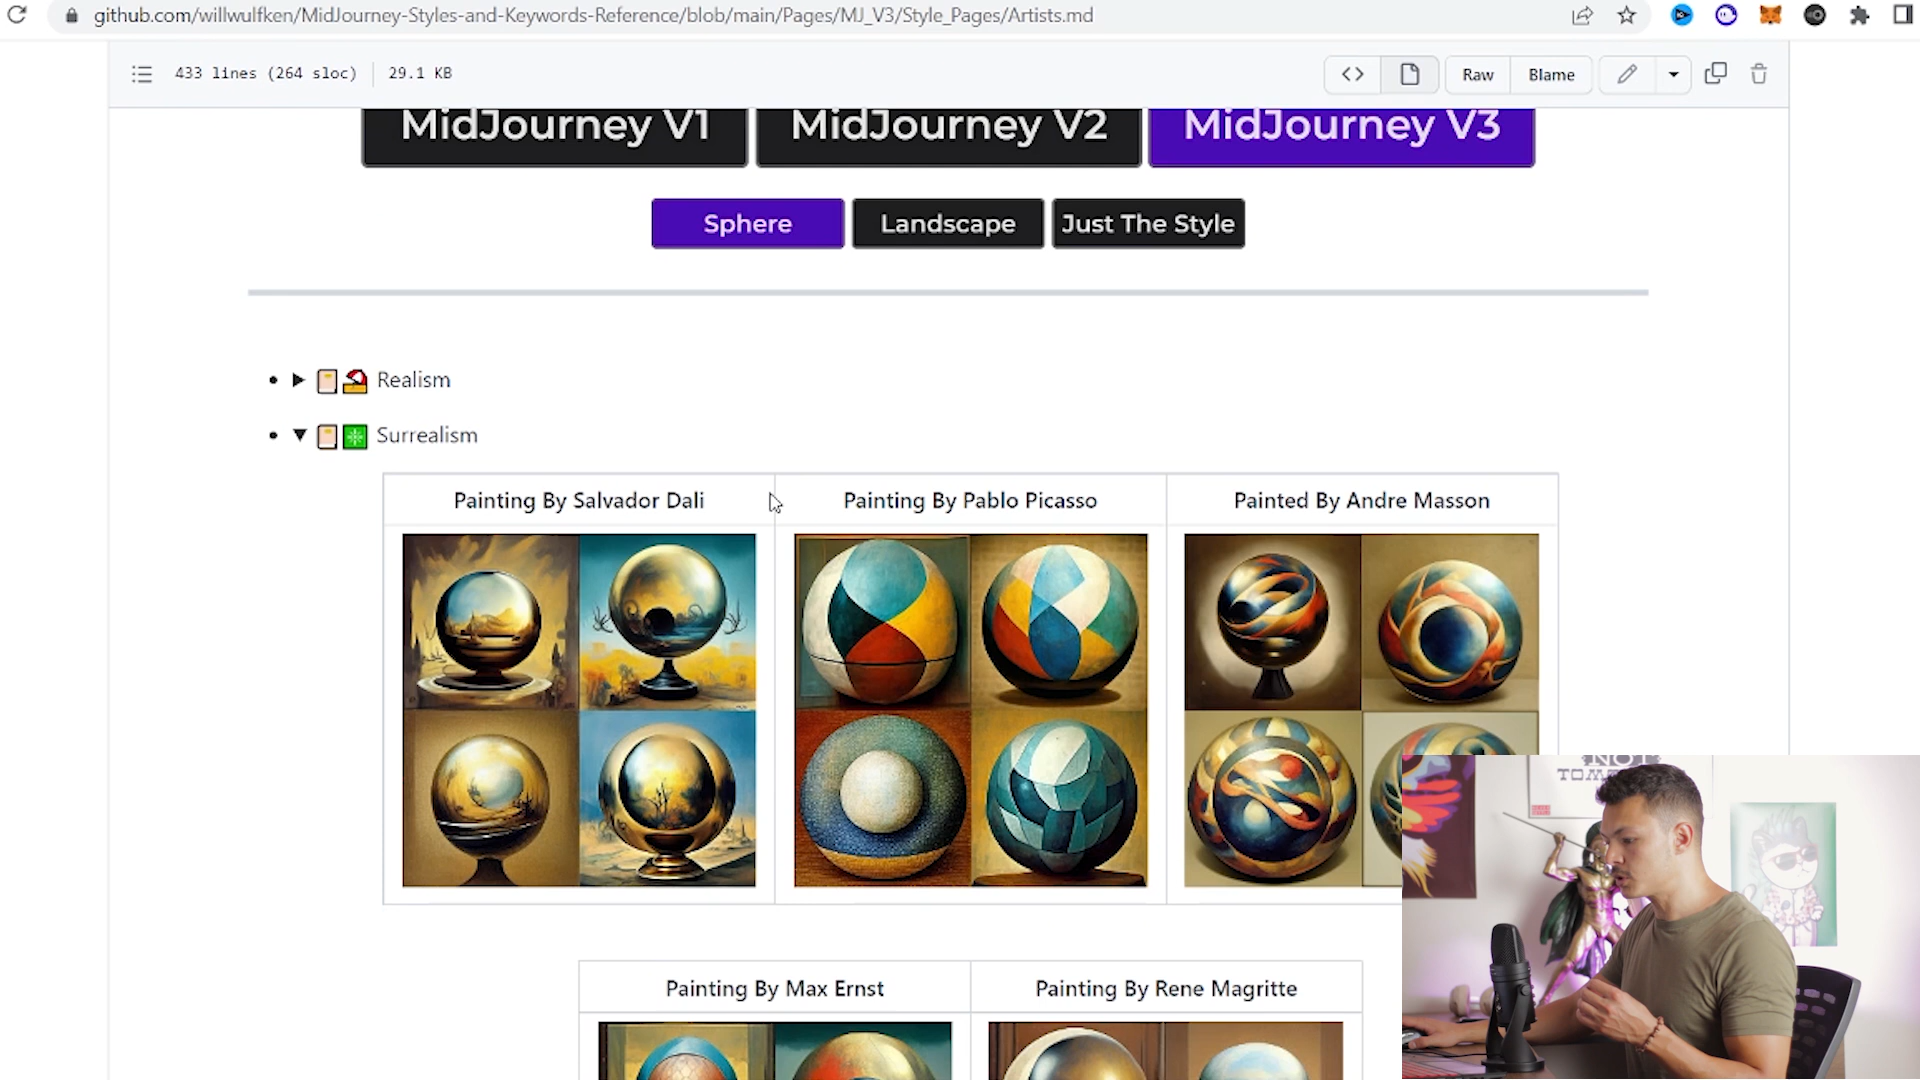 github.com/willwulfken/MidJourney-Styles-and-Keywords-Reference/blob/main/Pages/MJ_V3/Style_Pages/Artists.md
433 lines (264 sloc) 29.1 KB
Raw Blame
MidJourney V1 MidJourney V2 MidJourney V3
Sphere Landscape Just The Style
Realism
Surrealism
Painting By Salvador Dali Painting By Pablo Picasso Painted By Andre Masson
NOT
Painting By Max Ernst Painting By Rene Magritte